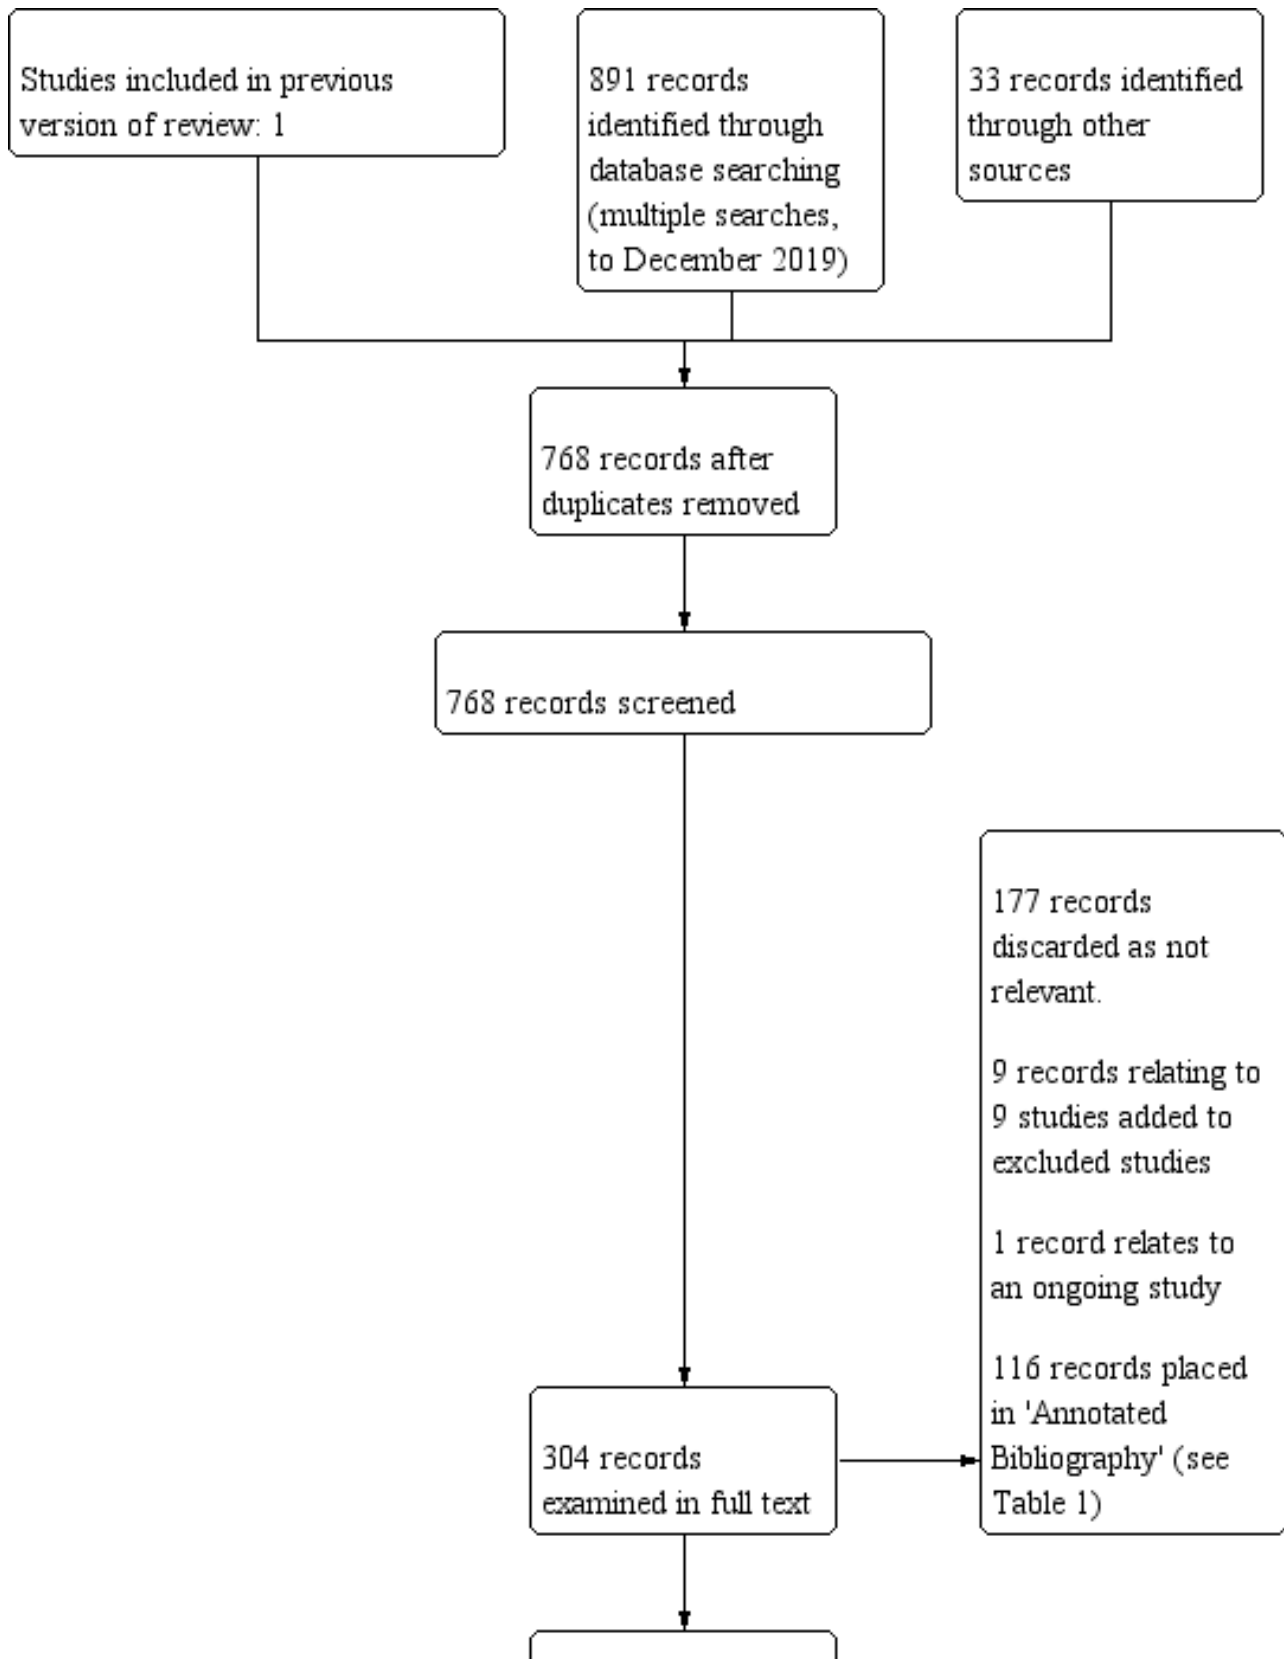 Studies included in previous
version of review: 1
891 records
identified through
database searching
(multiple searches,
to December 2019)
33 records identified
through other
sources
768 records after
duplicates removed
768 records screened
177 records
discarded as not
relevant.
9 records relating to
9 studies added to
excluded studies
1 record relates to
an ongoing study
116 records placed
in 'Annotated
Bibliography' (see
Table 1)
304 records
examined in full text